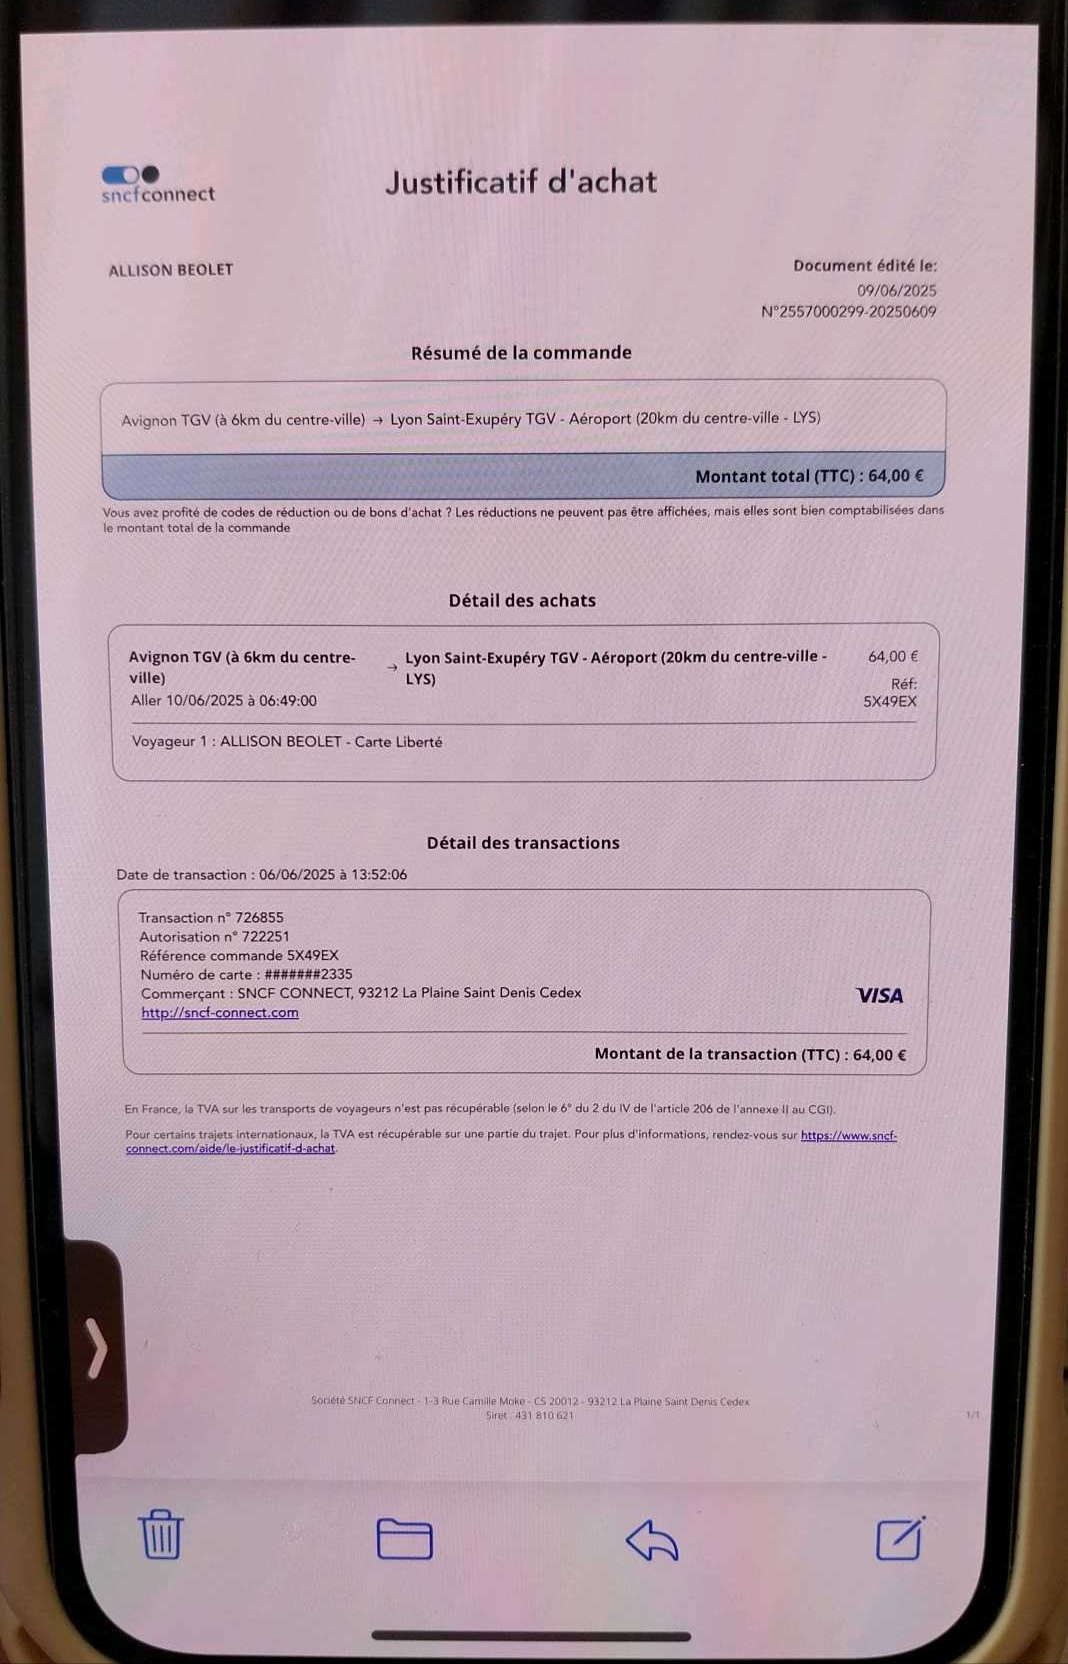 sncfconnect
Justificatif d'achat
ALLISON BEOLET
Document édité le:
09/06/2025
N°2557000299-20250609
Résumé de la commande
Avignon TGV (à 6km du centre-ville) → Lyon Saint-Exupéry TGV - Aéroport (20km du centre-ville - LYS)
Montant total (TTC) : 64,00 €
Vous avez profité de codes de réduction ou de bons d'achat ? Les réductions ne peuvent pas être affichées, mais elles sont bien comptabilisées dans
le montant total de la commande
Détail des achats
Avignon TGV (à 6km du centre-
ville)
→ Lyon Saint-Exupéry TGV - Aéroport (20km du centre-ville -
LYS)
64,00 €
Réf:
5X49EX
Aller 10/06/2025 à 06:49:00
Voyageur 1 : ALLISON BEOLET - Carte Liberté
Détail des transactions
Date de transaction : 06/06/2025 à 13:52:06
Transaction n° 726855
Autorisation n° 722251
Référence commande 5X49EX
Numéro de carte : #######2335
Commerçant : SNCF CONNECT, 93212 La Plaine Saint Denis Cedex
http://sncf-connect.com
VISA
Montant de la transaction (TTC) : 64,00 €
En France, la TVA sur les transports de voyageurs n'est pas récupérable (selon le 6° du 2 du IV de l'article 206 de l'annexe II au CGI).
Pour certains trajets internationaux, la TVA est récupérable sur une partie du trajet. Pour plus d'informations, rendez-vous sur https://www.sncf-
connect.com/aide/le-justificatif-d-achat.
Société SNCF Connect - 1-3 Rue Camille Moke - CS 20012 - 93212 La Plaine Saint Denis Cedex
Siret : 431 810 621
1/1